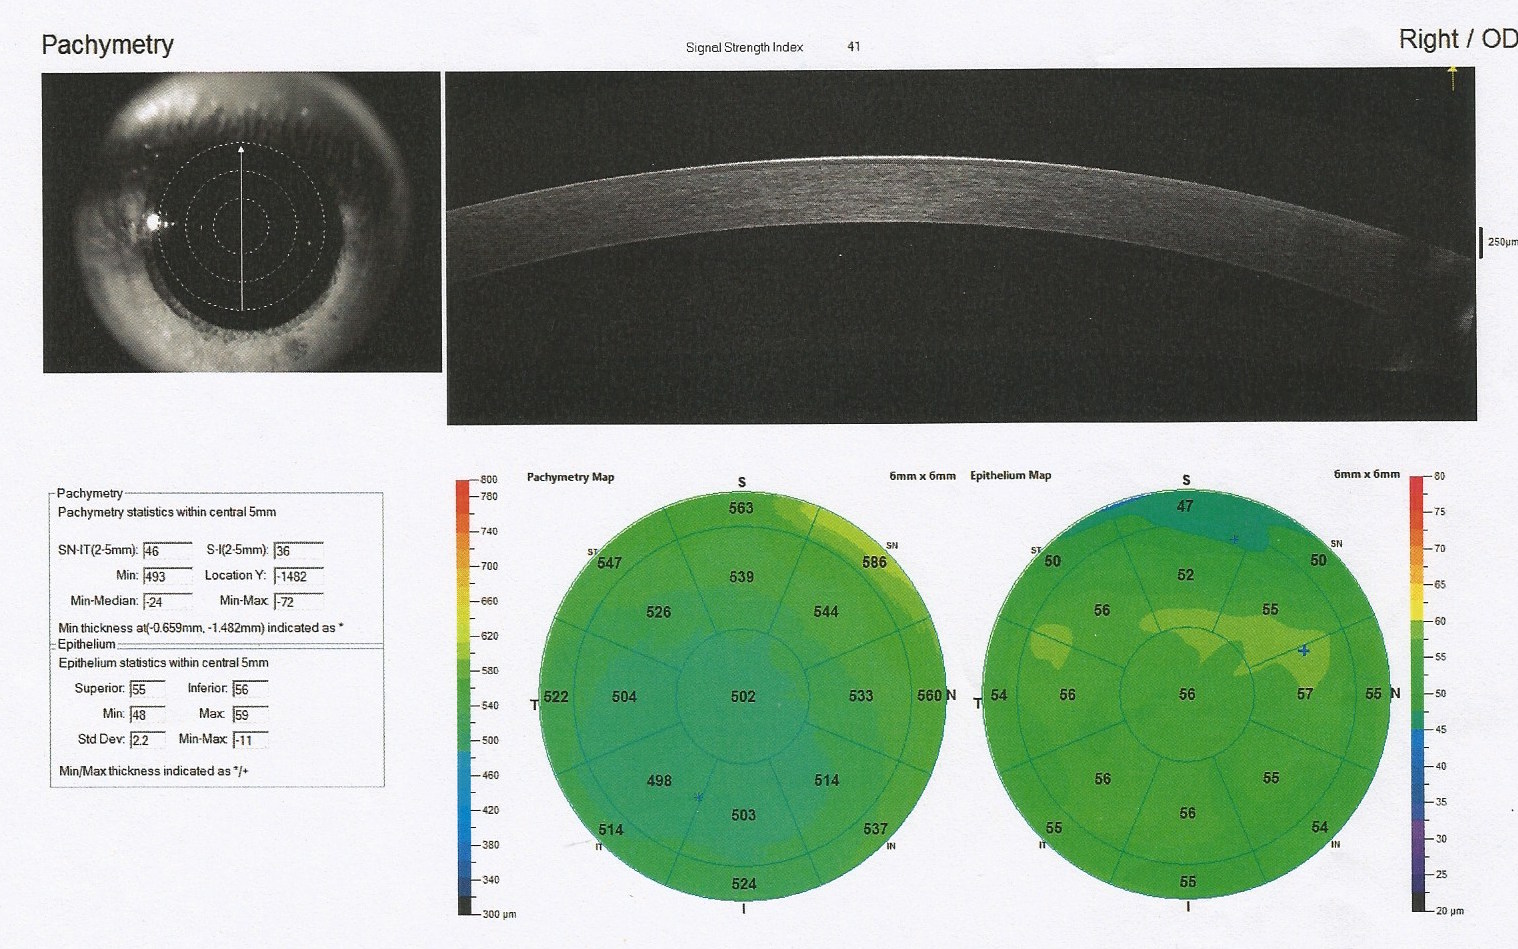 Pachymetry
Signal Strength Index 41
Right / OD
250µm
Pachymetry
Pachymetry statistics within central 5mm
SN-IT(2-5mm): 46 S-I(2-5mm): 36
Min: 493 Location Y: -1482
Min-Median: -24 Min-Max: -72
Min thickness at(-0.659mm, -1.482mm) indicated as *
Epithelium
Epithelium statistics within central 5mm
Superior: 55 Inferior: 56
Min: 48 Max: 59
Std Dev: 2.2 Min-Max: -11
Min/Max thickness indicated as */+
800
780
740
700
660
620
580
540
500
460
420
380
340
300 µm
Pachymetry Map 6mm x 6mm
S
563
ST SN
547 586
539
526 544
T 522 504 502 533 560 N
498 514
503
514 537
IT IN
524
I
Epithelium Map 6mm x 6mm
S
47
ST SN
50 50
52
56 55
T 54 56 56 57 55 N
56 55
56
55 54
IT IN
55
I
80
75
70
65
60
55
50
45
40
35
30
25
20 µm